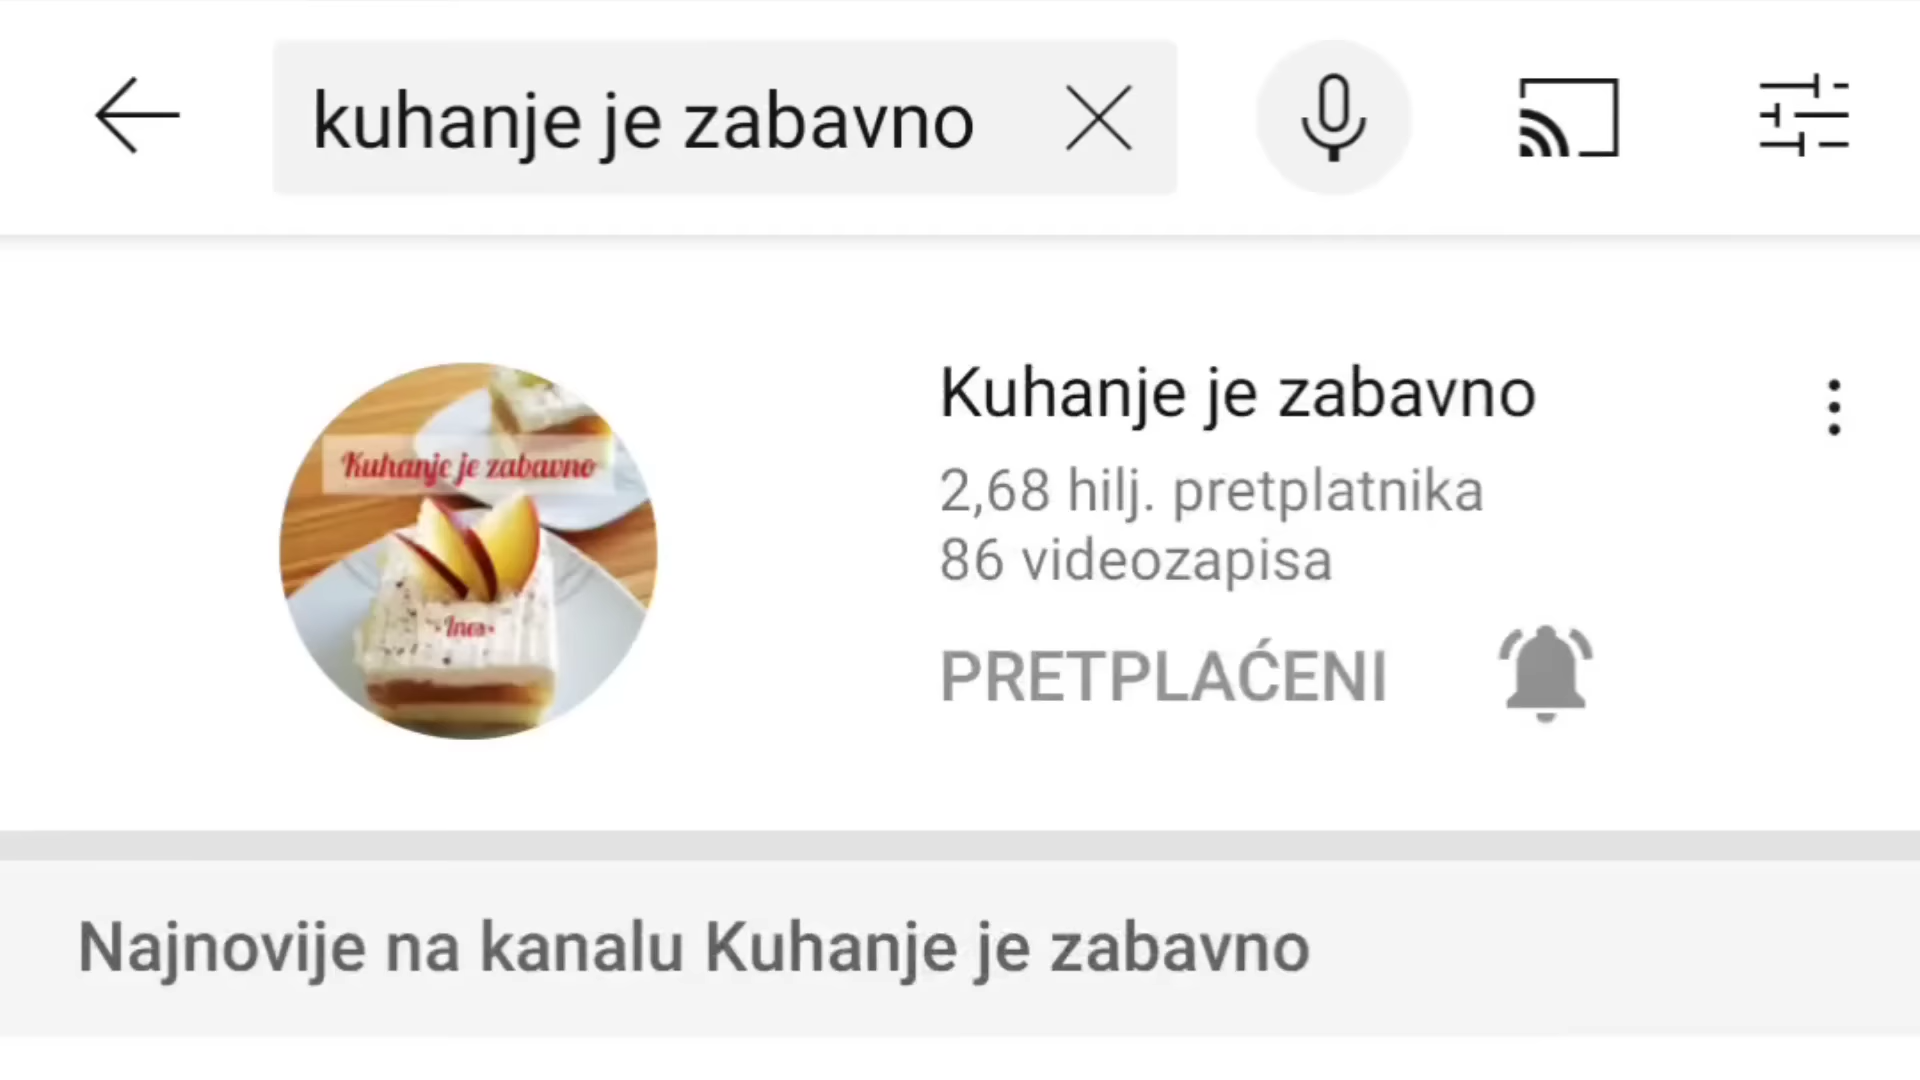 kuhanje je zabavno
Kuhanje je zabavno
Kuhanje je zabavno
2,68 hilj. pretplatnika
86 videozapisa
•Ines•
PRETPLAĆENI
Najnovije na kanalu Kuhanje je zabavno